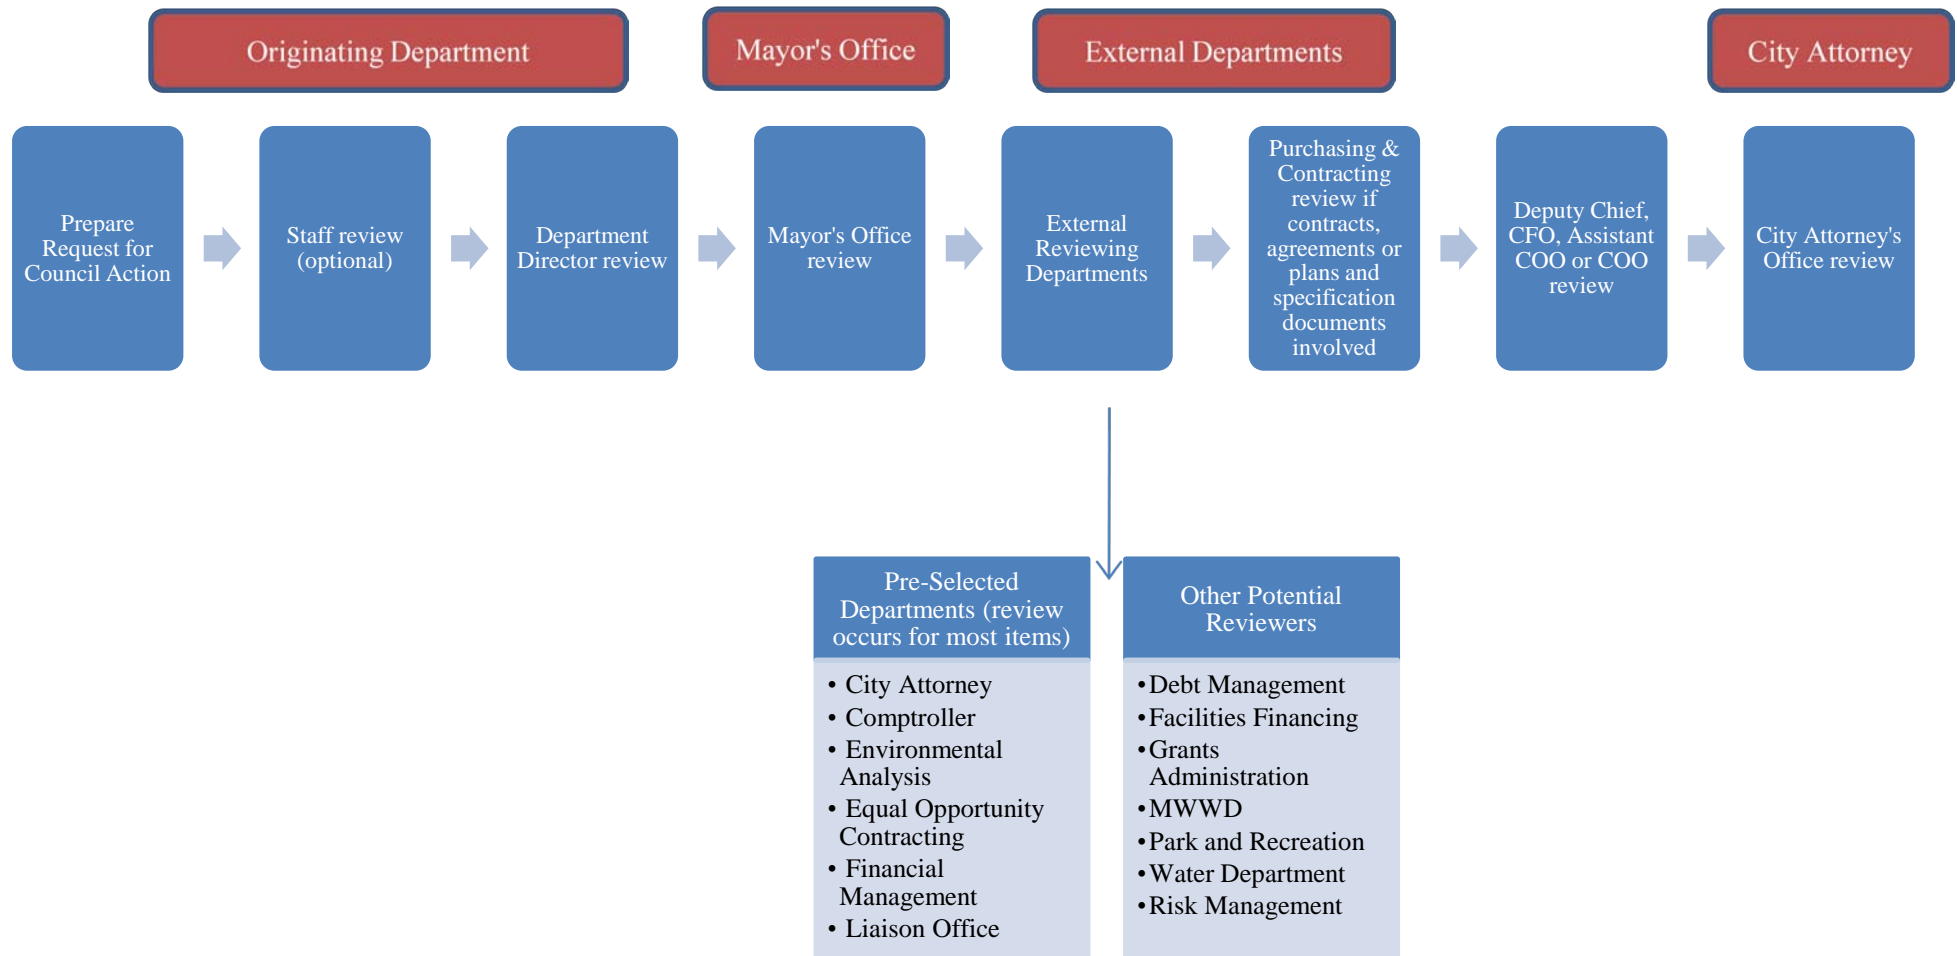 Originating Department
Mayor's Office
External Departments
City Attorney
Prepare
Request for
Council Action
Staff review
(optional)
Department
Director review
Mayor's Office
review
External
Reviewing
Departments
Purchasing &
Contracting
review if
contracts,
agreements or
plans and
specification
documents
involved
Deputy Chief,
CFO, Assistant
COO or COO
review
City Attorney's
Office review
Pre-Selected
Departments (review
occurs for most items)
• City Attorney
• Comptroller
• Environmental
Analysis
• Equal Opportunity
Contracting
• Financial
Management
• Liaison Office
Other Potential
Reviewers
•Debt Management
•Facilities Financing
•Grants
Administration
•MWWD
•Park and Recreation
•Water Department
•Risk Management